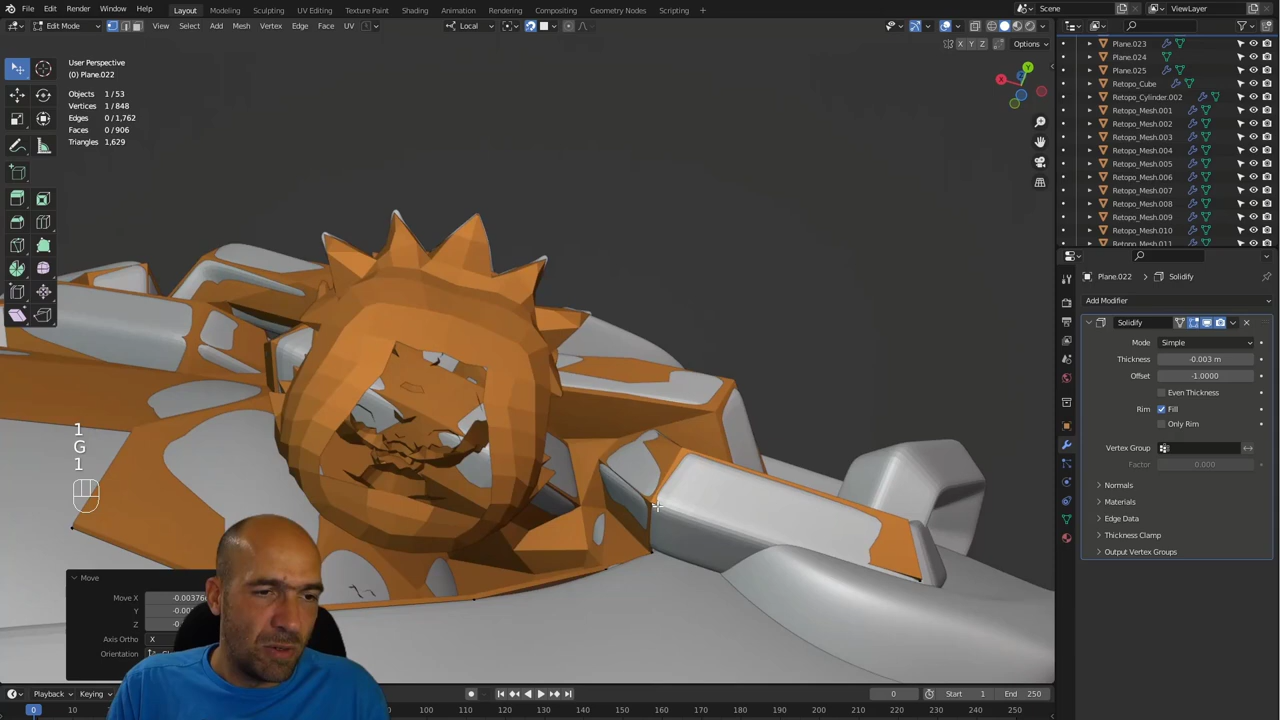 File Edit Render Window Help Layout Modeling Sculpting UV Editing Texture Paint Shading Animation Rendering Compositing Geometry Nodes Scripting + Scene ViewLayer
Edit Mode View Select Add Mesh Vertex Edge Face UV Local
X Y Z Options
User Perspective
(0) Plane.022
Objects 1/53
Vertices 1/848
Edges 0/1,762
Faces 0/906
Triangles 1,629
Y
X
Z
1
G
1
Move
Move X -0.00376
Y -0.00
Z
Axis Ortho X
Orientation
Playback Keying View 0 Start 1 End 250
0 10 100 110 120 130 140 150 160 170 180 190 200 210 220 230 240 250
Plane.023
Plane.024
Plane.025
Retopo_Cube
Retopo_Cylinder.002
Retopo_Mesh.001
Retopo_Mesh.002
Retopo_Mesh.003
Retopo_Mesh.004
Retopo_Mesh.005
Retopo_Mesh.006
Retopo_Mesh.007
Retopo_Mesh.008
Retopo_Mesh.009
Retopo_Mesh.010
Retopo_Mesh.011
Plane.022 > Solidify
Add Modifier
Solidify
Mode Simple
Thickness -0.003 m
Offset -1.0000
Even Thickness
Rim Fill
Only Rim
Vertex Group
Factor 0.000
Normals
Materials
Edge Data
Thickness Clamp
Output Vertex Groups